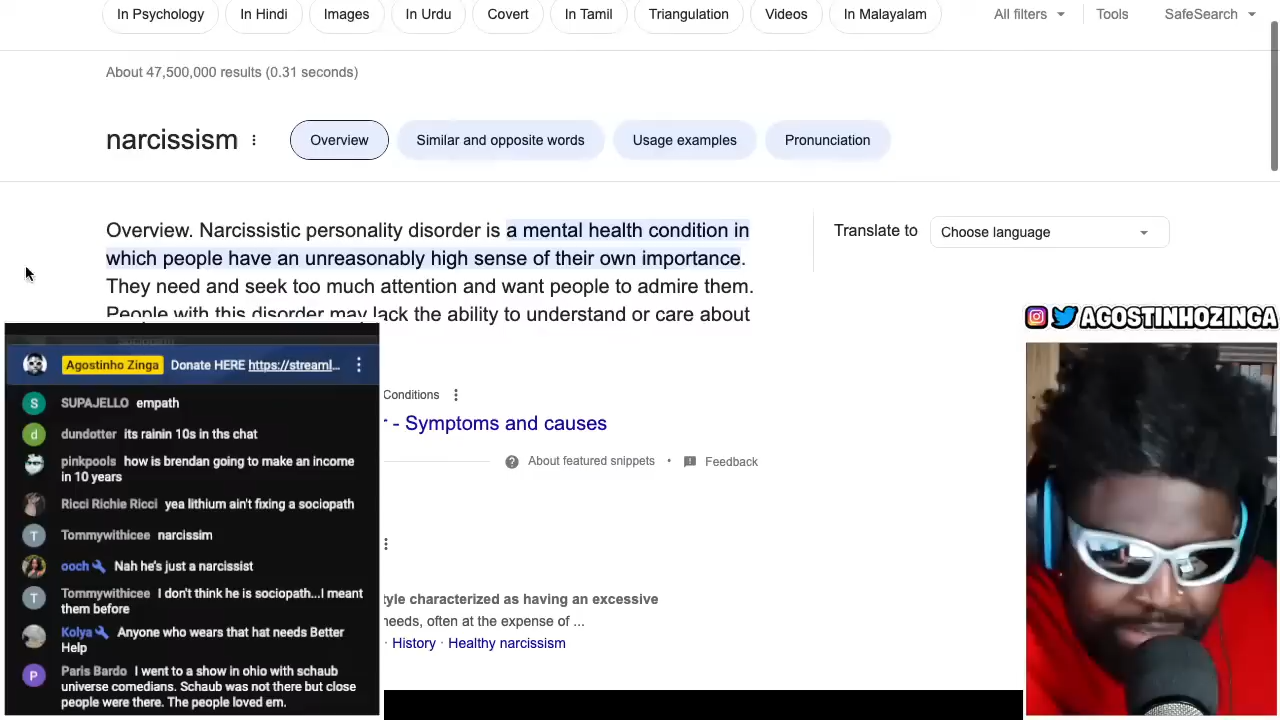 In Psychology In Hindi Images In Urdu Covert In Tamil Triangulation Videos In Malayalam All filters Tools SafeSearch
About 47,500,000 results (0.31 seconds)
narcissism Overview Similar and opposite words Usage examples Pronunciation
Overview. Narcissistic personality disorder is a mental health condition in
which people have an unreasonably high sense of their own importance.
They need and seek too much attention and want people to admire them.
People with this disorder may lack the ability to understand or care about
Translate to Choose language
Conditions
- Symptoms and causes
About featured snippets • Feedback
tyle characterized as having an excessive
needs, often at the expense of ...
· History · Healthy narcissism
Agostinho Zinga Donate HERE https://streaml...
SUPAJELLO empath
dundotter its rainin 10s in ths chat
pinkpools how is brendan going to make an income
in 10 years
Ricci Richie Ricci yea lithium ain't fixing a sociopath
Tommywithicee narcissim
ooch Nah he's just a narcissist
Tommywithicee I don't think he is sociopath...I meant
them before
Kolya Anyone who wears that hat needs Better
Help
Paris Bardo I went to a show in ohio with schaub
universe comedians. Schaub was not there but close
people were there. The people loved em.
AGOSTINHOZINGA